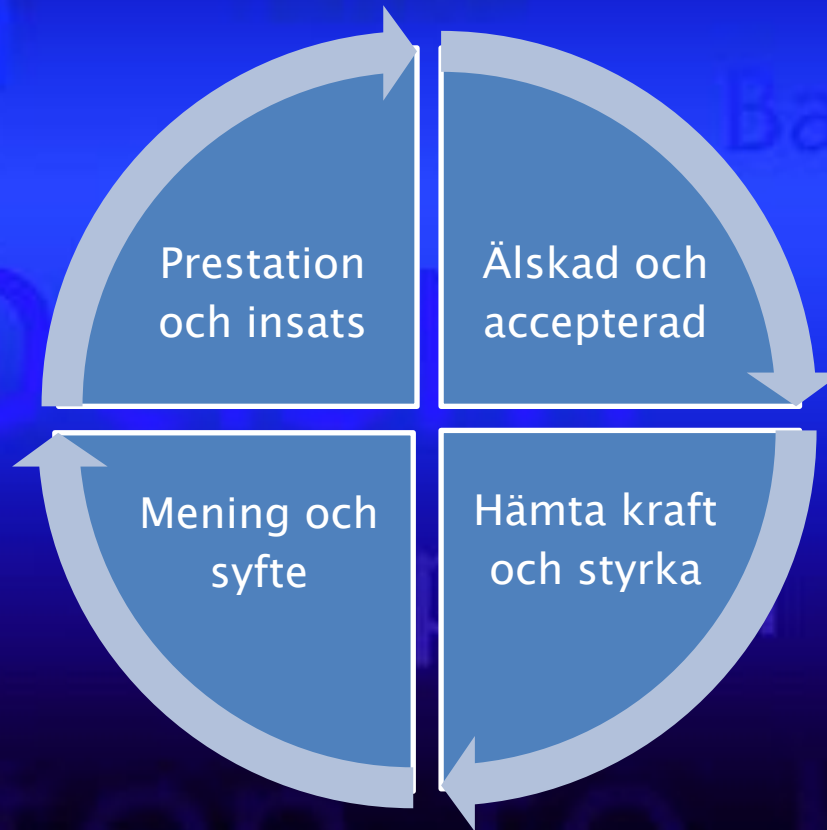 Prestation
och insats
Älskad och
accepterad
Mening och
syfte
Hämta kraft
och styrka